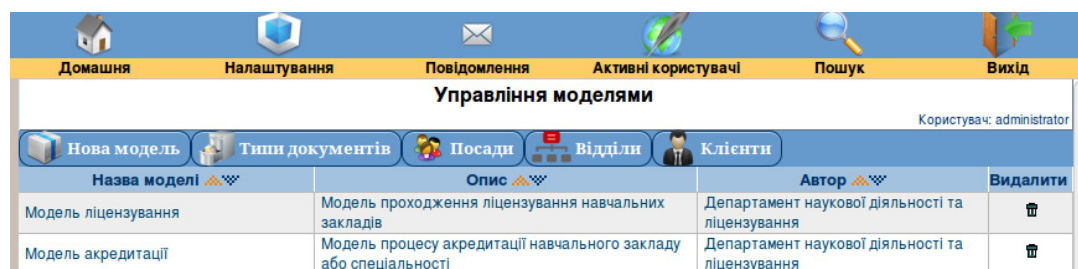 Домашня Налаштування Повідомлення Активні користувачі Пошук Вихід
Управління моделями
Користувач: administrator
Нова модель Типи документів Посади Відділи Клієнти
Назва моделі Опис Автор Видалити
Модель ліцензування Модель проходження ліцензування навчальних Департамент наукової діяльності та
закладів ліцензування
Модель акредитації Модель процесу акредитації навчального закладу Департамент наукової діяльності та
або спеціальності ліцензування